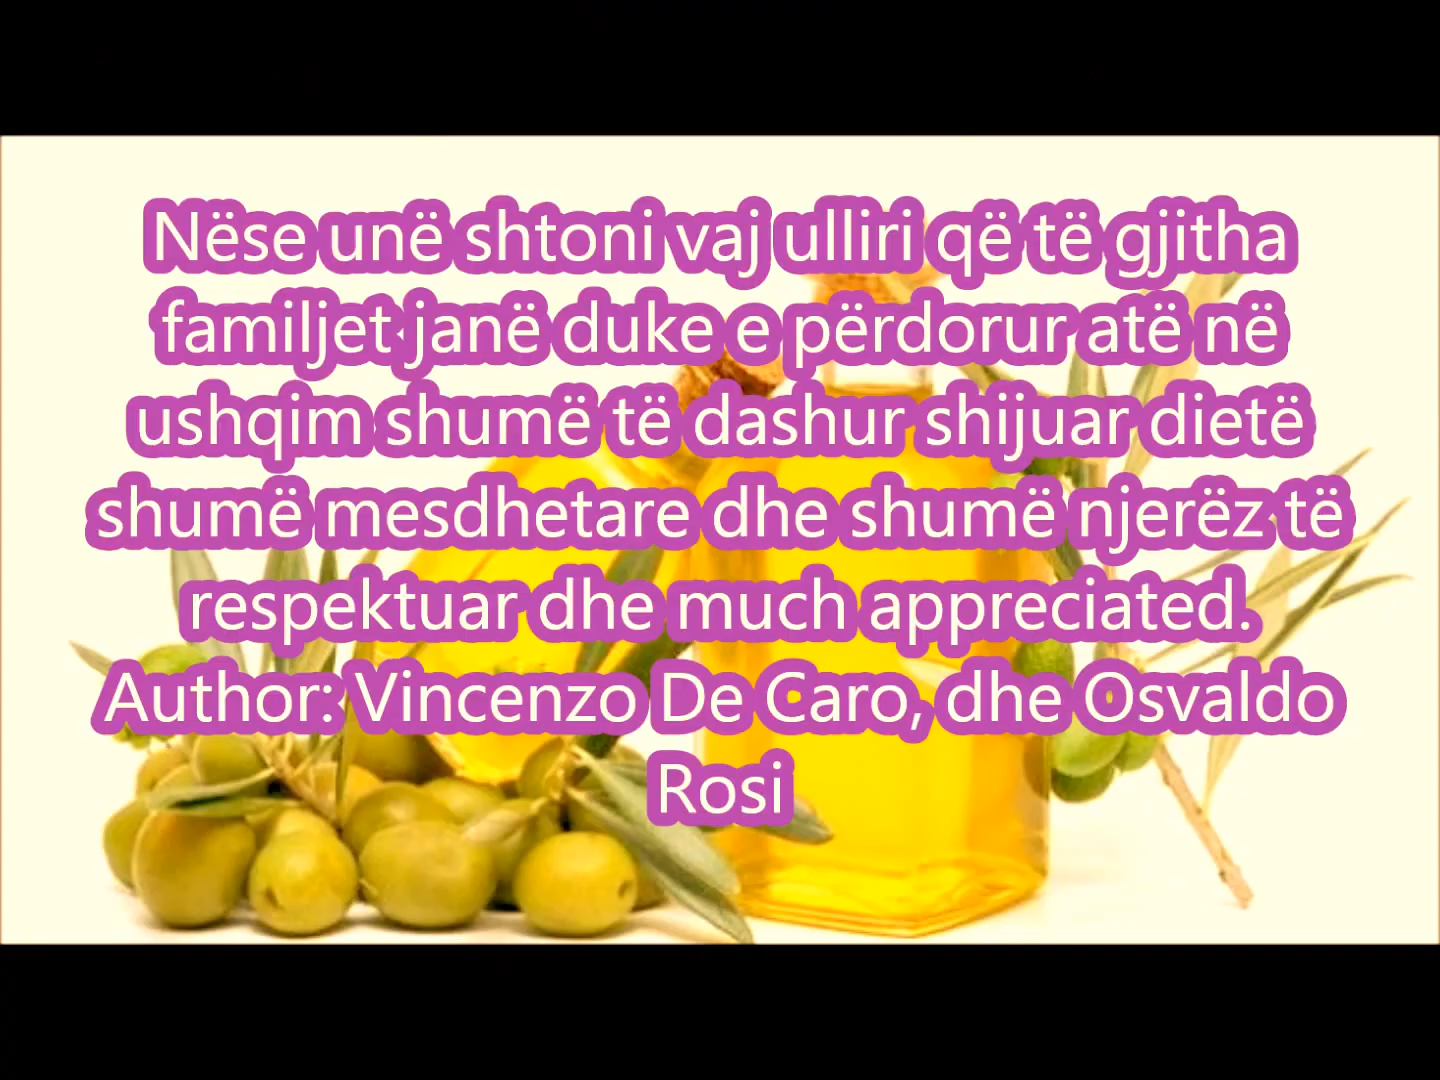 Nëse unë shtoni vaj ulliri që të gjitha
familjet janë duke e përdorur atë në
ushqim shumë të dashur shijuar dietë
shumë mesdhetare dhe shumë njerëz të
respektuar dhe much appreciated.
Author: Vincenzo De Caro, dhe Osvaldo
Rosi